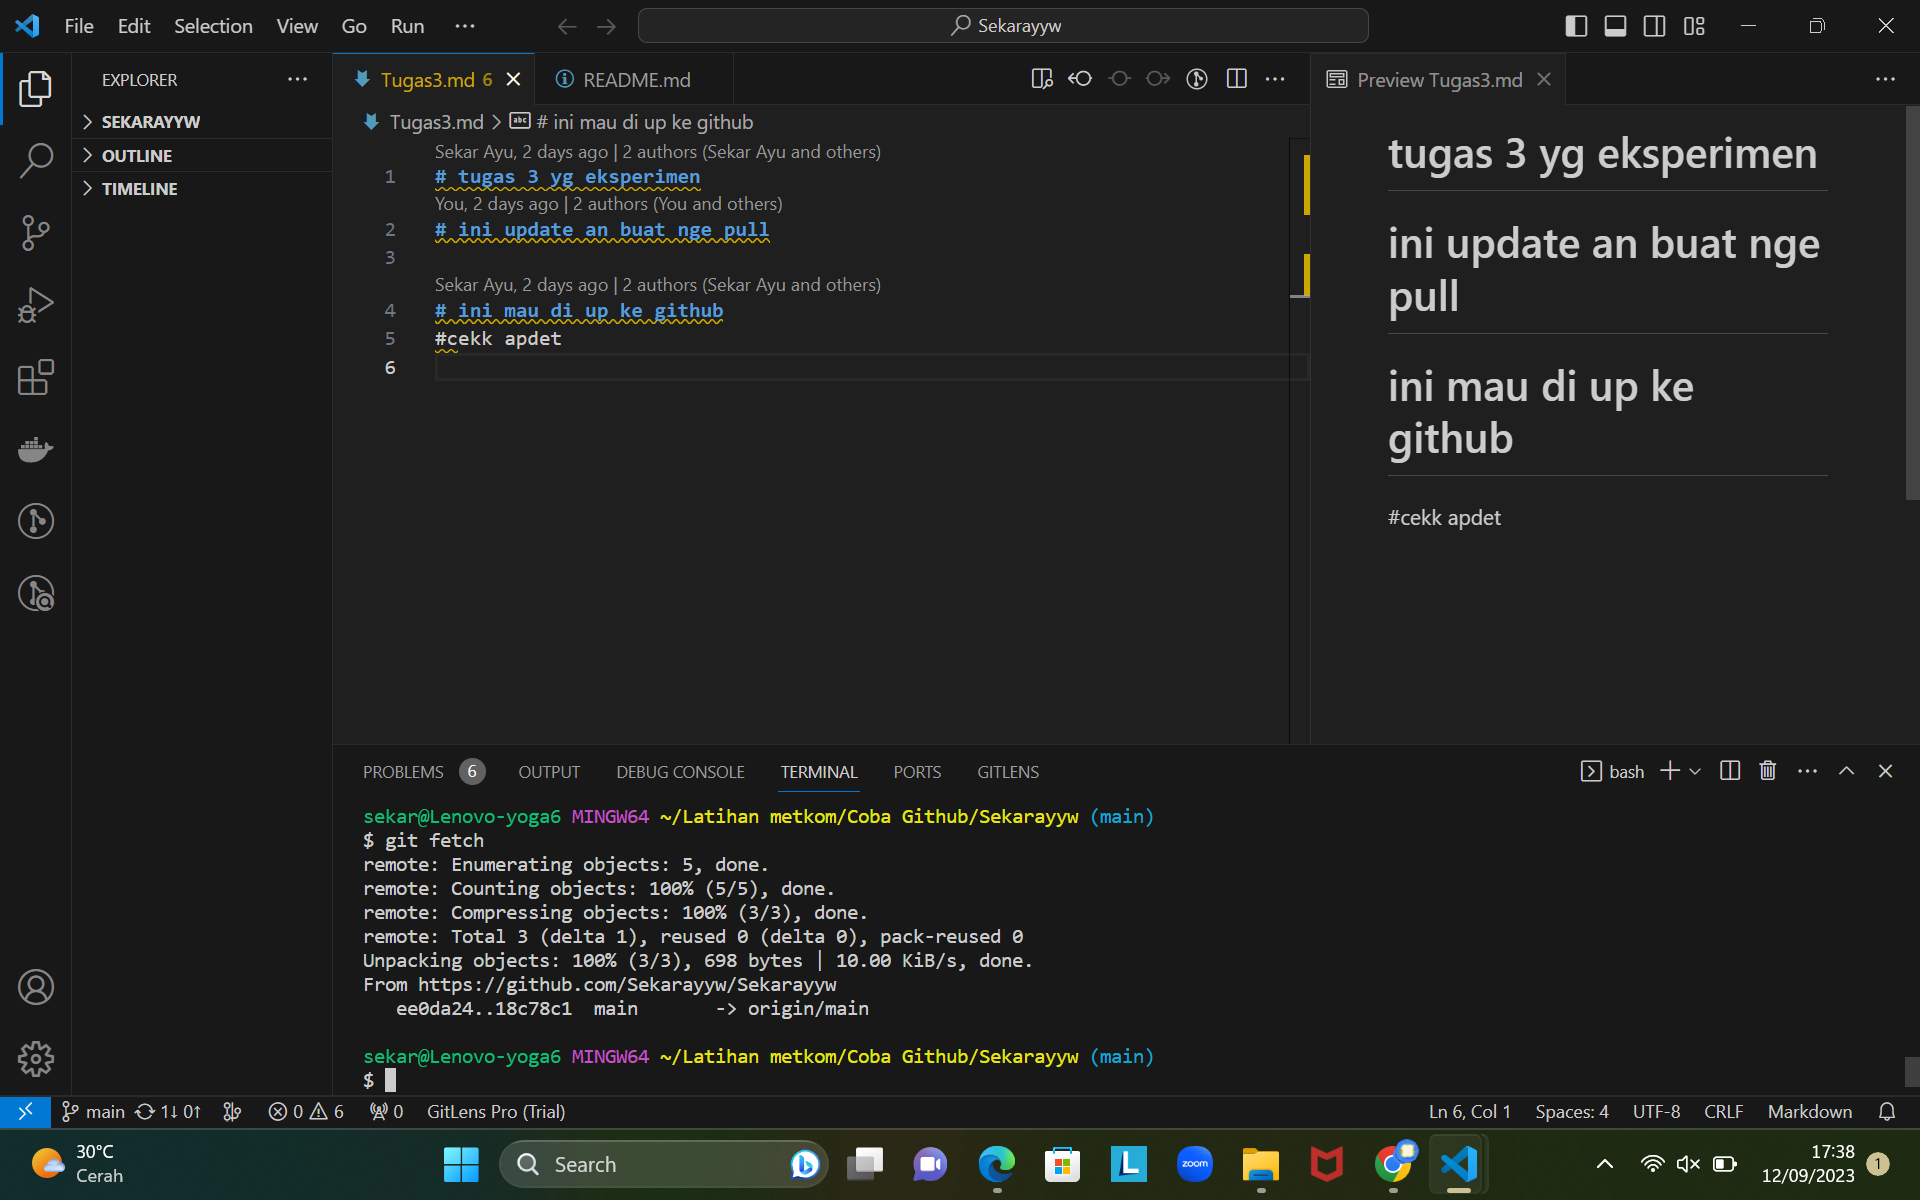 File Edit Selection View Go Run ··· Sekarayyw
EXPLORER ···
SEKARAYYW
OUTLINE
TIMELINE
Tugas3.md 6 README.md
Tugas3.md > # ini mau di up ke github
Sekar Ayu, 2 days ago | 2 authors (Sekar Ayu and others)
1 # tugas 3 yg eksperimen
You, 2 days ago | 2 authors (You and others)
2 # ini update an buat nge pull
3
Sekar Ayu, 2 days ago | 2 authors (Sekar Ayu and others)
4 # ini mau di up ke github
5 #cekk apdet
6
Preview Tugas3.md
tugas 3 yg eksperimen
ini update an buat nge
pull
ini mau di up ke
github
#cekk apdet
PROBLEMS 6 OUTPUT DEBUG CONSOLE TERMINAL PORTS GITLENS bash
sekar@Lenovo-yoga6 MINGW64 ~/Latihan metkom/Coba Github/Sekarayyw (main)
$ git fetch
remote: Enumerating objects: 5, done.
remote: Counting objects: 100% (5/5), done.
remote: Compressing objects: 100% (3/3), done.
remote: Total 3 (delta 1), reused 0 (delta 0), pack-reused 0
Unpacking objects: 100% (3/3), 698 bytes | 10.00 KiB/s, done.
From https://github.com/Sekarayyw/Sekarayyw
ee0da24..18c78c1 main -> origin/main
sekar@Lenovo-yoga6 MINGW64 ~/Latihan metkom/Coba Github/Sekarayyw (main)
$
main 1↓ 0↑ 0 6 0 GitLens Pro (Trial) Ln 6, Col 1 Spaces: 4 UTF-8 CRLF Markdown
30°C
Cerah
Search
L
zoom
17:38
12/09/2023
1